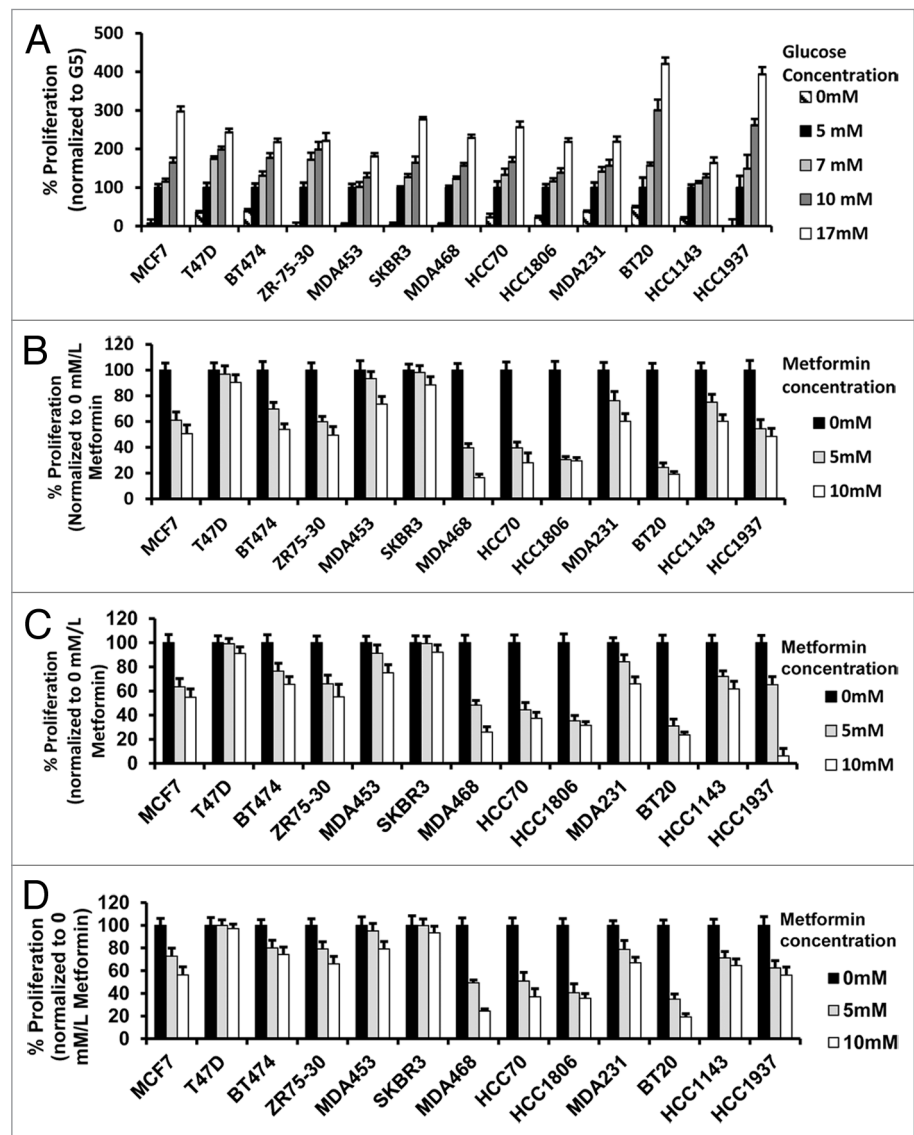 A
% Proliferation
(normalized to G5)
500
400
300
200
100
0
MCF7
T47D
BT474
ZR-75-30
MDA453
SKBR3
MDA468
HCC70
HCC1806
MDA231
BT20
HCC1143
HCC1937
Glucose
Concentration
0mM
5 mM
7 mM
10 mM
17mM
B
% Proliferation
(Normalized to 0 mM/L
Metformin
120
100
80
60
40
20
0
MCF7
T47D
BT474
ZR75-30
MDA453
SKBR3
MDA468
HCC70
HCC1806
MDA231
BT20
HCC1143
HCC1937
Metformin
concentration
0mM
5mM
10mM
C
% Proliferation
(normalized to 0 mM/L
Metformin)
120
100
80
60
40
20
0
MCF7
T47D
BT474
ZR75-30
MDA453
SKBR3
MDA468
HCC70
HCC1806
MDA231
BT20
HCC1143
HCC1937
Metformin
concentration
0mM
5mM
10mM
D
% Proliferation
(normalized to 0
mM/L Metformin)
120
100
80
60
40
20
0
MCF7
T47D
BT474
ZR75-30
MDA453
SKBR3
MDA468
HCC70
HCC1806
MDA231
BT20
HCC1143
HCC1937
Metformin
concentration
0mM
5mM
10mM